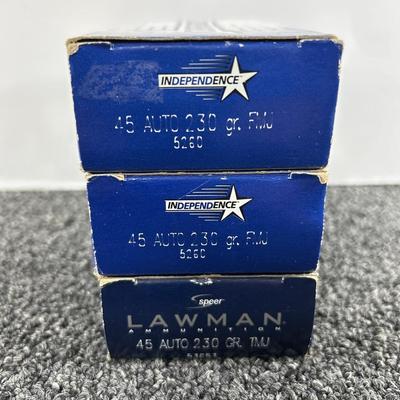 INDEPENDENCE
45 AUTO 230 gr. FMJ
5260
INDEPENDENCE
45 AUTO 230 gr. FMJ
5260
speer
LAWMAN
AMMUNITION
45 AUTO 230 GR. TMJ